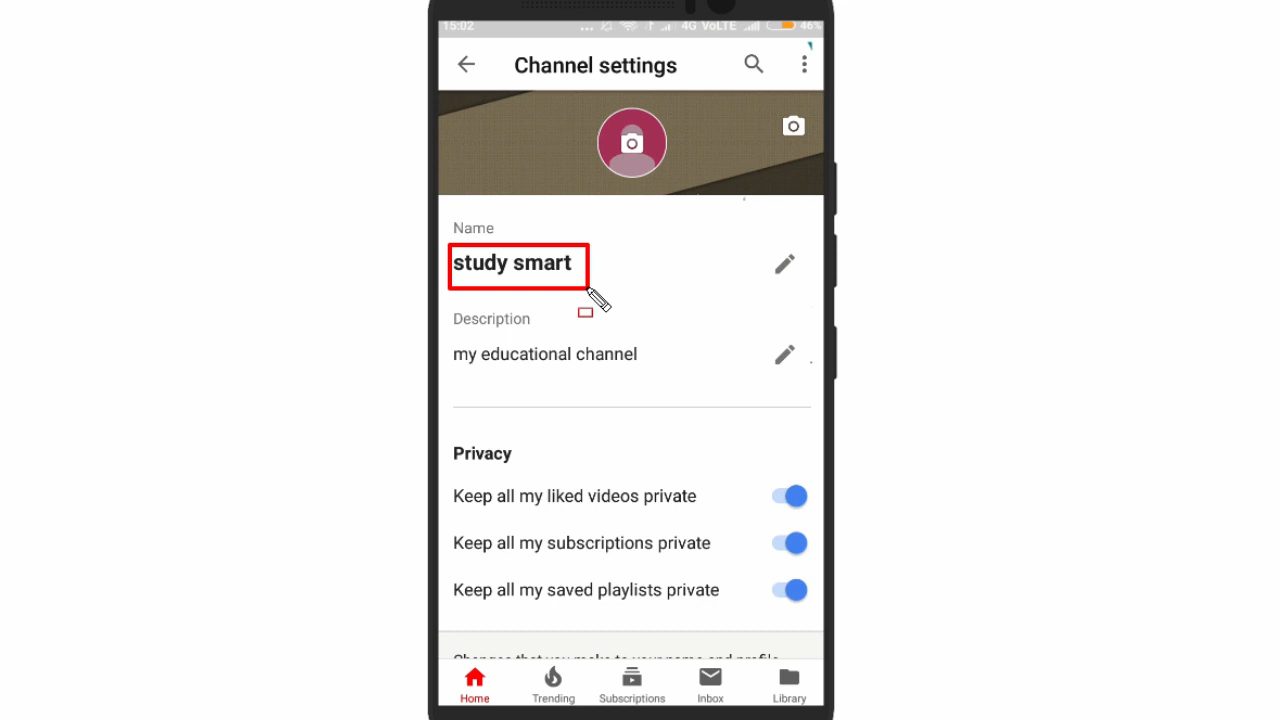 15:02 ... 4G VoLTE 46%
Channel settings
Name
study smart
Description
my educational channel
Privacy
Keep all my liked videos private
Keep all my subscriptions private
Keep all my saved playlists private
Changes that you make to your name and profile
Home Trending Subscriptions Inbox Library